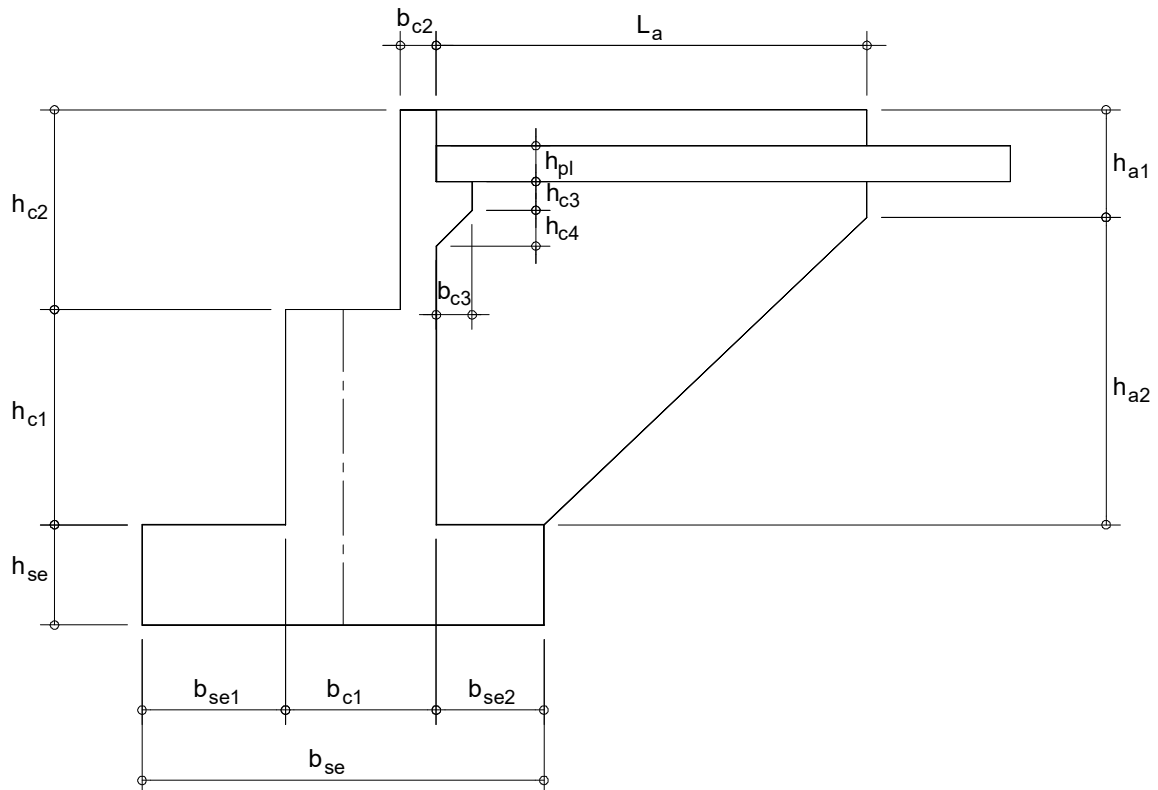 b_c2
L_a
h_pl
h_a1
h_c3
h_c2
h_c4
b_c3
h_a2
h_c1
h_se
b_se1
b_c1
b_se2
b_se